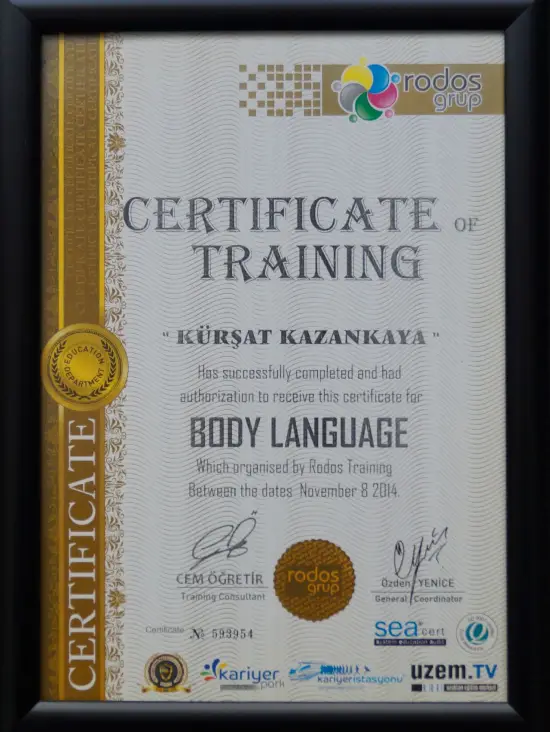 rodos
grup
CERTIFICATE OF
TRAINING
" KÜRŞAT KAZANKAYA "
Has successfully completed and had
authorization to receive this certificate for
BODY LANGUAGE
Which organised by Rodos Training
Between the dates November 8 2014.
EDUCATION
DEPARTMENT
CERTIFICATE
CEM ÖĞRETİR
Training Consultant
rodos
grup
Özden YENİCE
General Coordinator
Certificate № 593954
sea cert
kariyer
park
kariyeristasyonu
uzem.TV